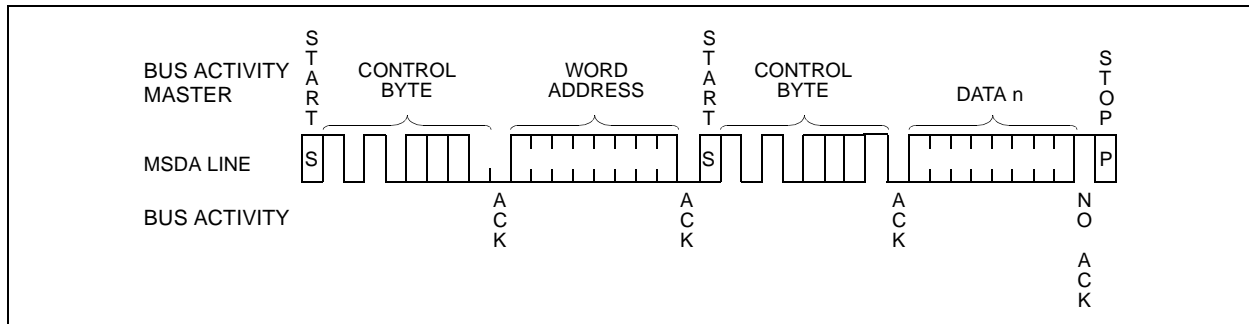 START
START
STOP
BUS ACTIVITY
MASTER
CONTROL
BYTE
WORD
ADDRESS
CONTROL
BYTE
DATA n
MSDA LINE
S
S
P
BUS ACTIVITY
ACK
ACK
ACK
NO ACK